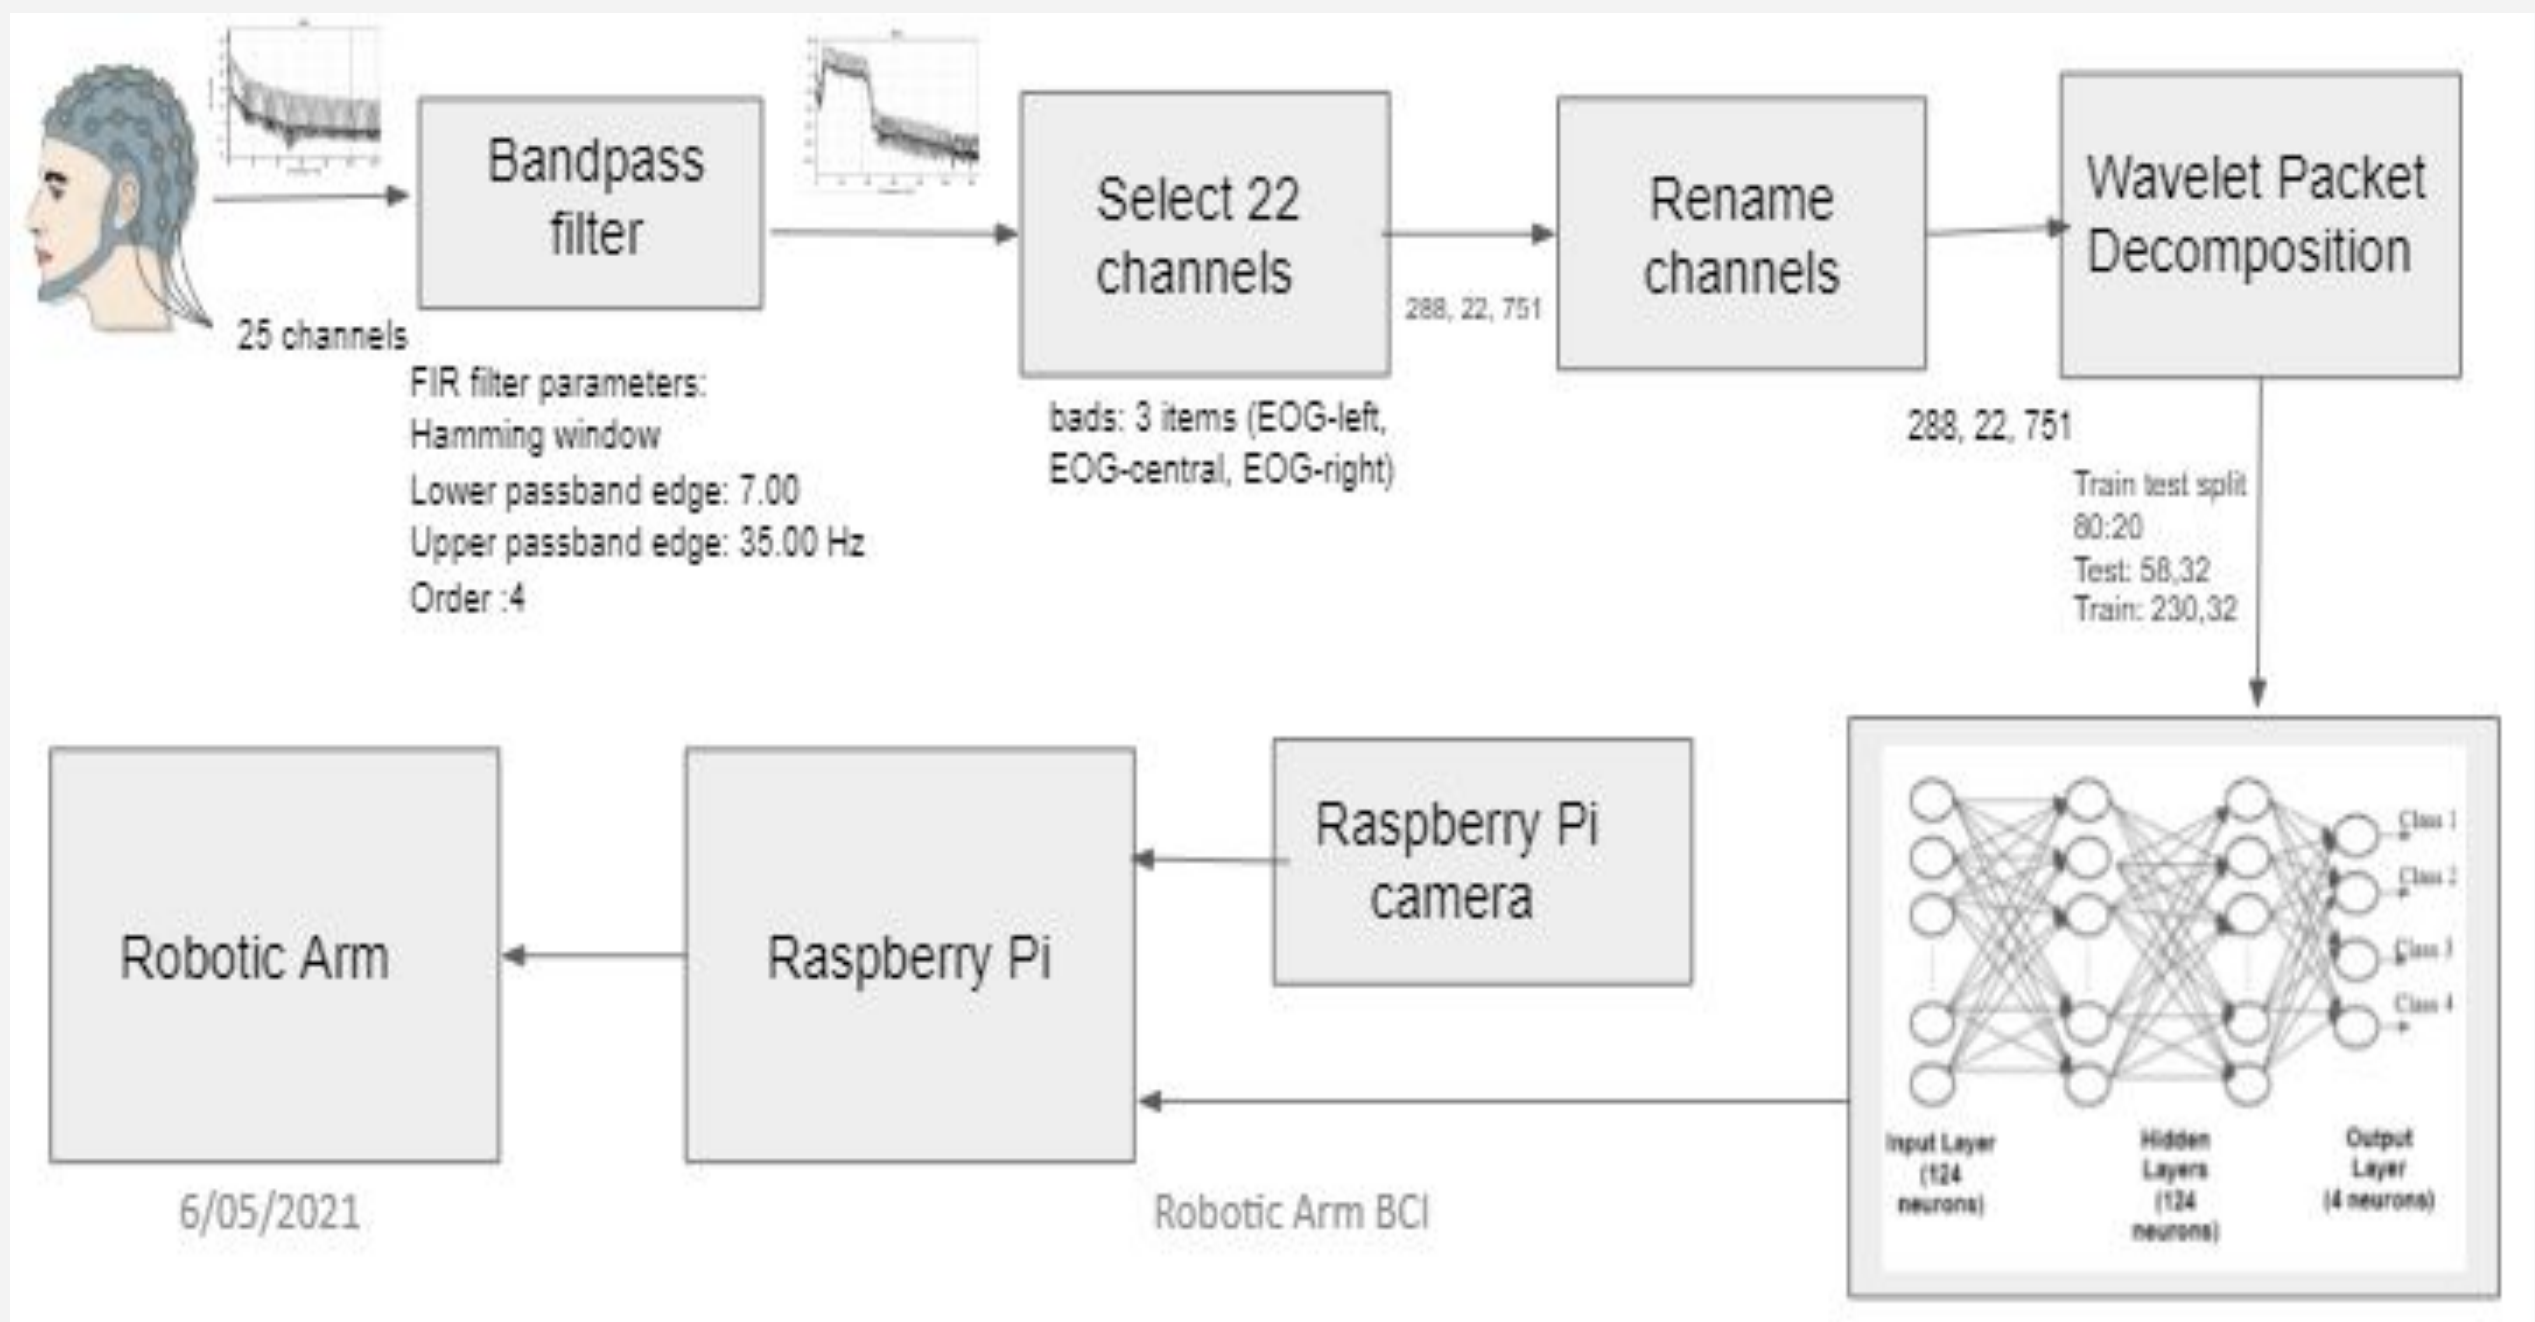 25 channels
Bandpass
filter
FIR filter parameters:
Hamming window
Lower passband edge: 7.00
Upper passband edge: 35.00 Hz
Order :4
Select 22
channels
bads: 3 items (EOG-left,
EOG-central, EOG-right)
288, 22, 751
Rename
channels
288, 22, 751
Wavelet Packet
Decomposition
Train test split
80:20
Test: 58,32
Train: 230,32
Class 1
Class 2
Class 3
Class 4
Input Layer
(124
neurons)
Hidden
Layers
(124
neurons)
Output
Layer
(4 neurons)
Raspberry Pi
camera
Raspberry Pi
Robotic Arm
6/05/2021
Robotic Arm BCI